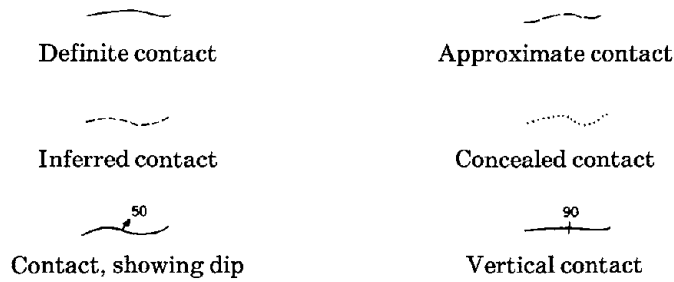 Definite contact
Approximate contact
Inferred contact
Concealed contact
50
90
Contact, showing dip
Vertical contact